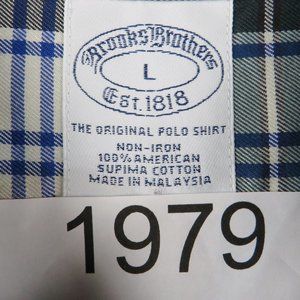 Brooks Brothers
L
Est. 1818
THE ORIGINAL POLO SHIRT
NON-IRON
100% AMERICAN
SUPIMA COTTON
MADE IN MALAYSIA
1979